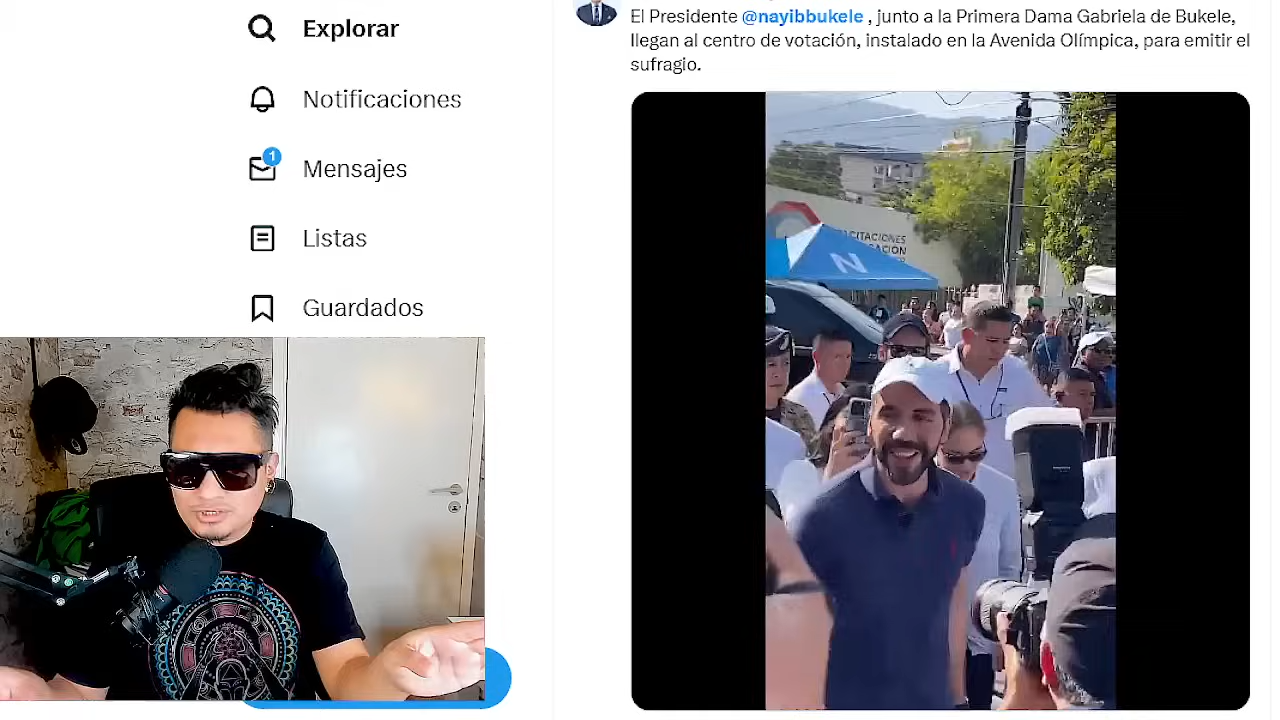 Explorar
Notificaciones
1
Mensajes
Listas
Guardados
El Presidente @nayibbukele , junto a la Primera Dama Gabriela de Bukele,
llegan al centro de votación, instalado en la Avenida Olímpica, para emitir el
sufragio.
N